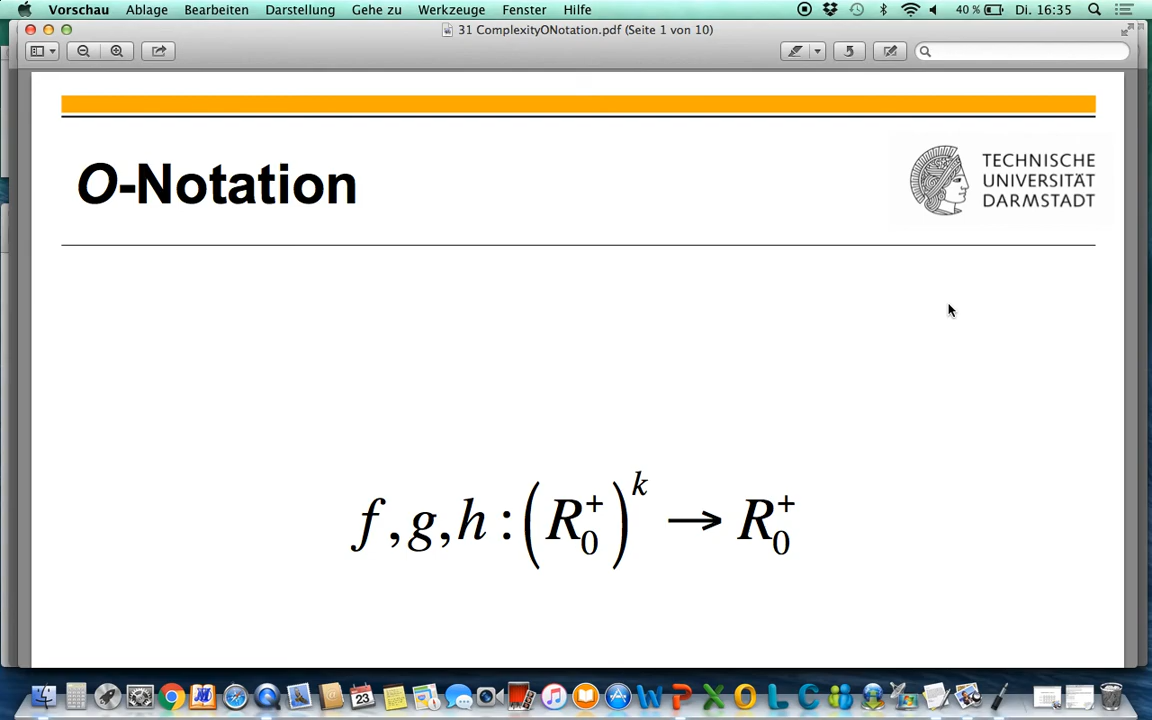 Vorschau Ablage Bearbeiten Darstellung Gehe zu Werkzeuge Fenster Hilfe 40 % Di. 16:35
31 ComplexityONotation.pdf (Seite 1 von 10)
O-Notation
TECHNISCHE
UNIVERSITÄT
DARMSTADT
f,g,h:(R₀⁺)ᵏ → R₀⁺
23